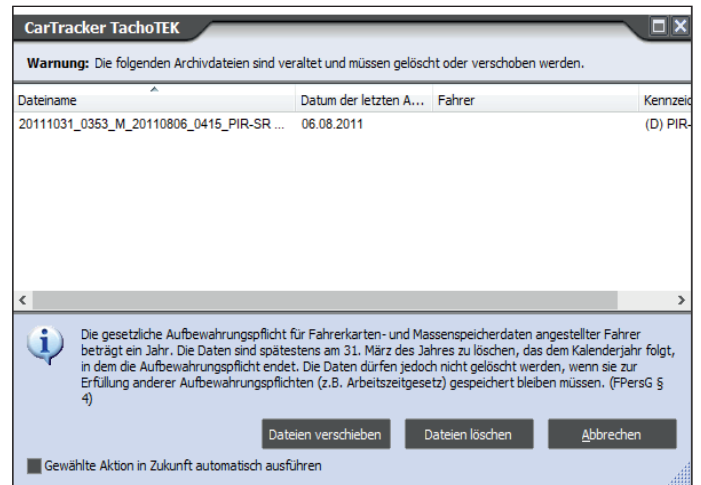 CarTracker TachoTEK
Warnung: Die folgenden Archivdateien sind veraltet und müssen gelöscht oder verschoben werden.
Dateiname Datum der letzten A... Fahrer Kennzeic
20111031_0353_M_20110806_0415_PIR-SR ... 06.08.2011 (D) PIR-
Die gesetzliche Aufbewahrungspflicht für Fahrerkarten- und Massenspeicherdaten angestellter Fahrer
beträgt ein Jahr. Die Daten sind spätestens am 31. März des Jahres zu löschen, das dem Kalenderjahr folgt,
in dem die Aufbewahrungspflicht endet. Die Daten dürfen jedoch nicht gelöscht werden, wenn sie zur
Erfüllung anderer Aufbewahrungspflichten (z.B. Arbeitszeitgesetz) gespeichert bleiben müssen. (FPersG §
4)
Dateien verschieben Dateien löschen Abbrechen
Gewählte Aktion in Zukunft automatisch ausführen